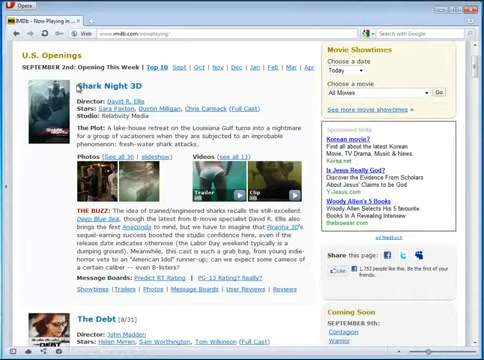 Opera
IMDb - Now Playing in ...
Web
www.imdb.com/nowplaying/
Search with Google
U.S. Openings
SEPTEMBER 2nd: Opening This Week | Top 10 Sept | Oct | Nov | Dec | Jan | Feb | Mar | Apr
Shark Night 3D
Director: David R. Ellis
Stars: Sara Paxton, Dustin Milligan, Chris Carmack (Full Cast)
Studio: Relativity Media
The Plot: A lake-house retreat on the Louisiana Gulf turns into a nightmare
for a group of vacationers when they are subjected to an improbable
phenomenon: fresh-water shark attacks.
Photos (See all 36 | slideshow) Videos (see all 13)
Trailer
Clip
THE BUZZ: The idea of trained/engineered sharks recalls the still-excellent
Deep Blue Sea, though the latest from B-movie specialist David R. Ellis also
brings the enjoyable Anaconda to mind, but we have to imagine that Piranha 3D's
sequel-earning success boosted the studio confidence here, even if the
release date indicates otherwise (the Labor Day weekend typically is a
dumping ground). Meanwhile, this cast is a grab bag, from young indie-
horror vets to an "American Idol" runner-up; can we expect some cameos
of a certain caliber -- even B-listers?
Message Boards: Predict RT Rating | PG-13 Rating? Really?
Showtimes | Trailers | Photos | Message Boards | User Reviews | Reviews
The Debt [8/31]
Director: John Madden
Stars: Helen Mirren, Sam Worthington, Tom Wilkinson (Full Cast)
Movie Showtimes
Choose a date
Today
Choose a movie
All Movies
Go
See more movie showtimes »
Sponsored links
Korean movie?
Find all about the latest Korean
Movie, TV Drama, Music & News.
Korea.net
Is Jesus Really God?
Discover the Evidence From Scholars
About Jesus' Claims to be God
Y-Jesus.com
Woody Allen's 5 Books
Woody Allen Selects His 5 Favourite
Books In A Revealing Interview.
thebrowser.com
ad feedback
Share this page:
Like
1,752 people like this. Be the first of your
friends.
Coming Soon
SEPTEMBER 9th:
Contagion
Warrior